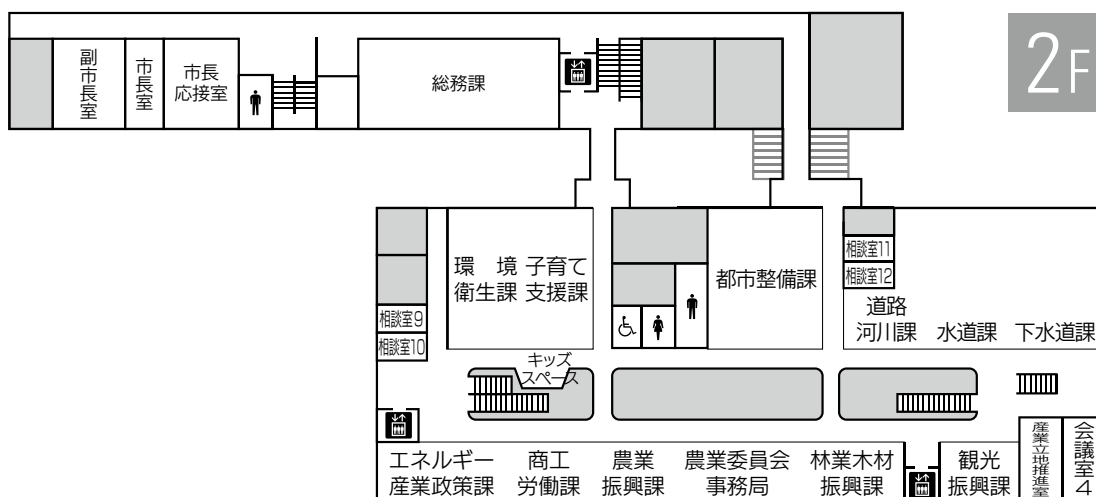 2F
副市長室
市長室
市長
応接室
総務課
環境
衛生課
子育て
支援課
都市整備課
相談室11
相談室12
道路
河川課
水道課
下水道課
相談室9
相談室10
キッズ
スペース
エネルギー
産業政策課
商工
労働課
農業
振興課
農業委員会
事務局
林業木材
振興課
観光
振興課
産業立地推進室
会議室4